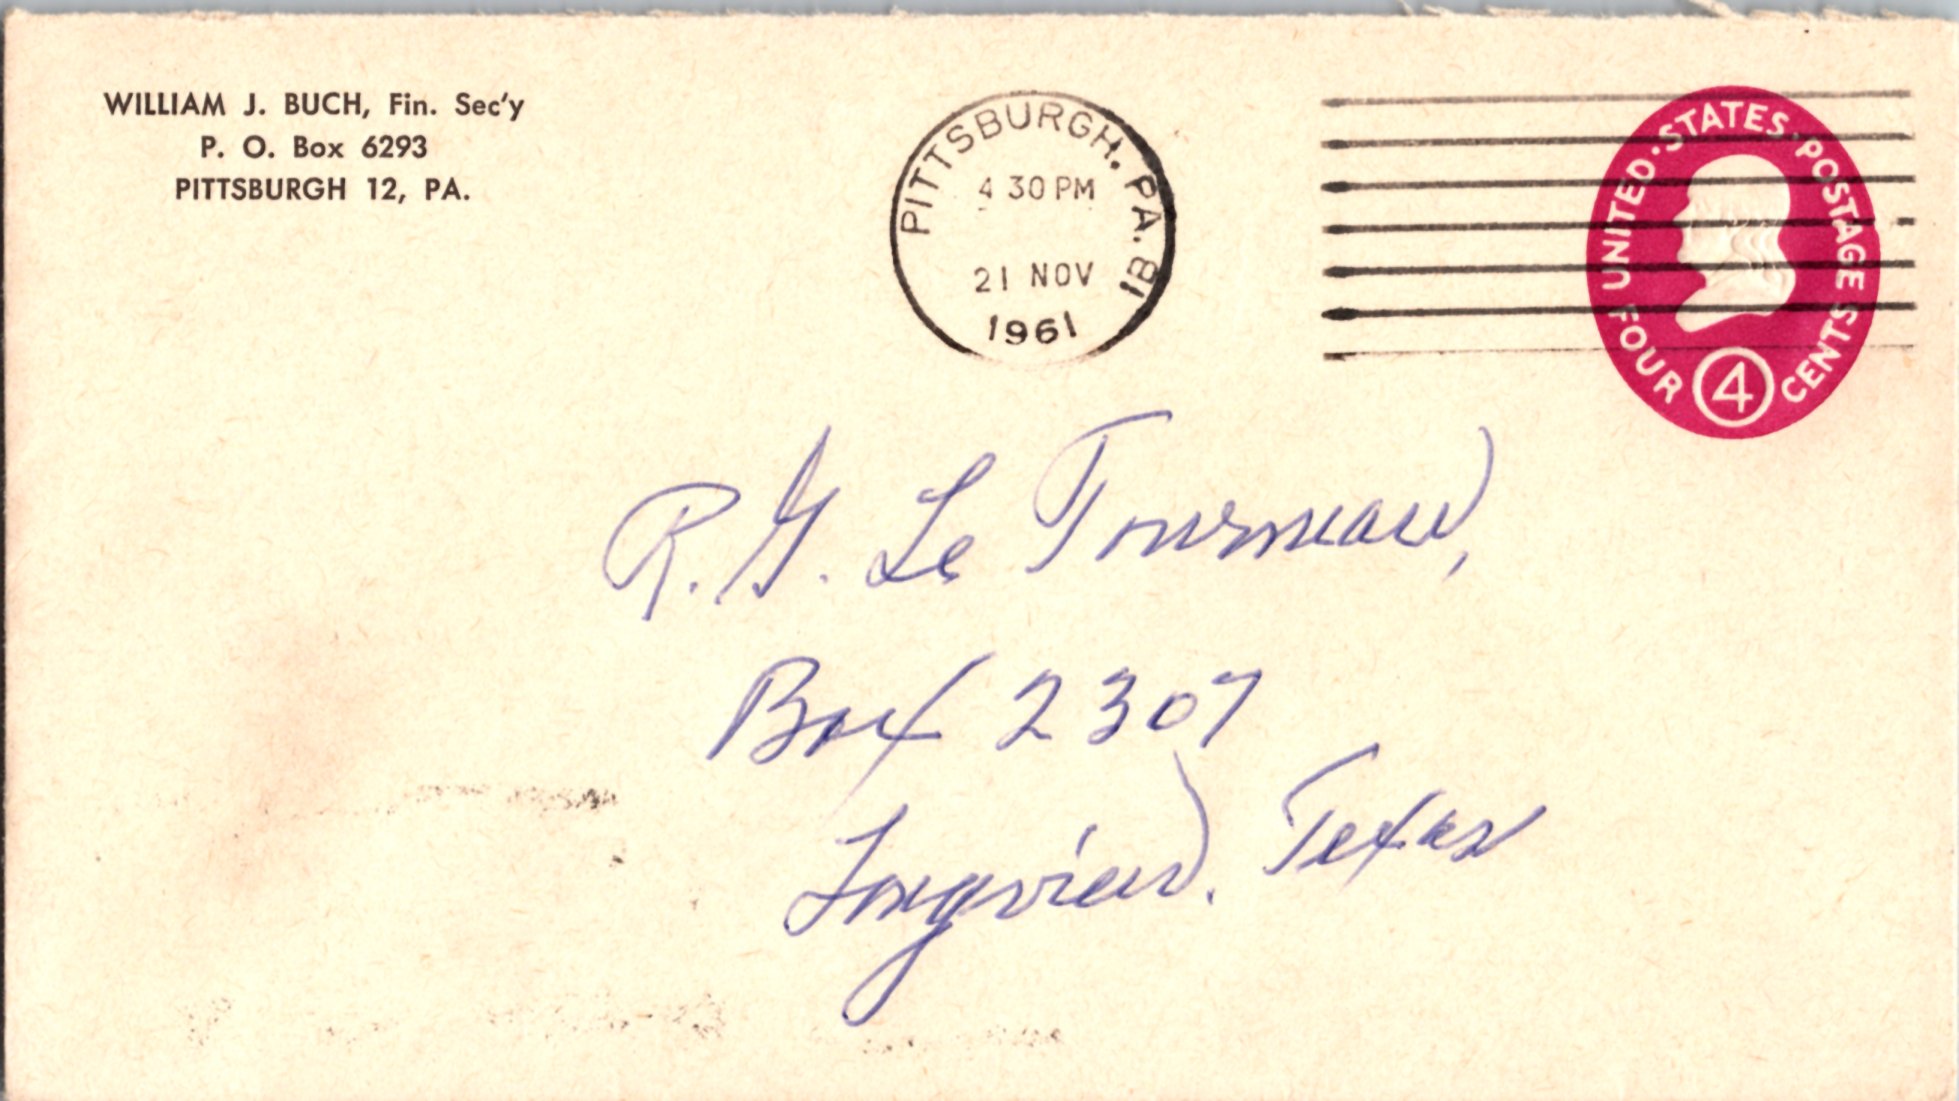 WILLIAM J. BUCH, Fin. Sec'y
P. O. Box 6293
PITTSBURGH 12, PA.
PITTSBURGH, PA. B1
4 30 PM
21 NOV
1961
UNITED · STATES · POSTAGE
FOUR 4 CENTS
R. G. Le Tourneau,
Box 2307
Longview. Texas